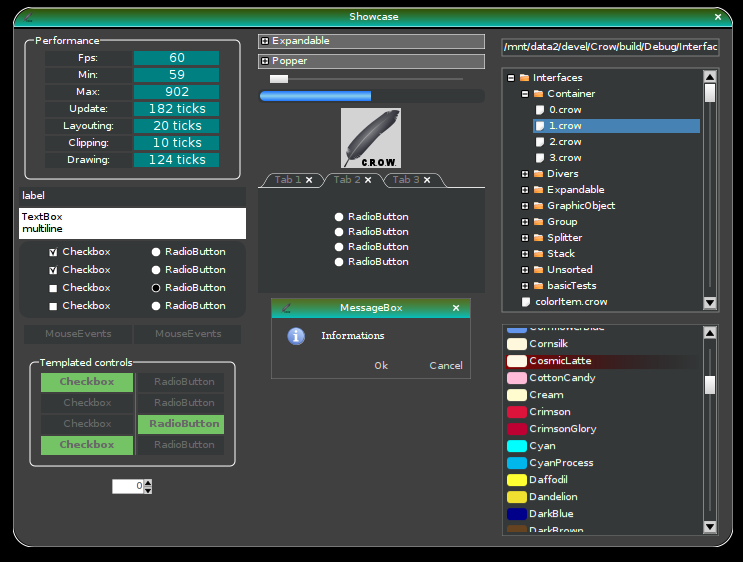 Showcase
Performance
Fps: 60
Min: 59
Max: 902
Update: 182 ticks
Layouting: 20 ticks
Clipping: 10 ticks
Drawing: 124 ticks
label
TextBox
multiline
Checkbox RadioButton
Checkbox RadioButton
Checkbox RadioButton
Checkbox RadioButton
MouseEvents MouseEvents
Templated controls
Checkbox RadioButton
Checkbox RadioButton
Checkbox RadioButton
Checkbox RadioButton
0
Expandable
Popper
C.R.O.W.
Tab 1 Tab 2 Tab 3
RadioButton
RadioButton
RadioButton
RadioButton
MessageBox
Informations
Ok Cancel
/mnt/data2/devel/Crow/build/Debug/Interfac
Interfaces
Container
0.crow
1.crow
2.crow
3.crow
Divers
Expandable
GraphicObject
Group
Splitter
Stack
Unsorted
basicTests
colorItem.crow
CornflowerBlue
Cornsilk
CosmicLatte
CottonCandy
Cream
Crimson
CrimsonGlory
Cyan
CyanProcess
Daffodil
Dandelion
DarkBlue
DarkBrown